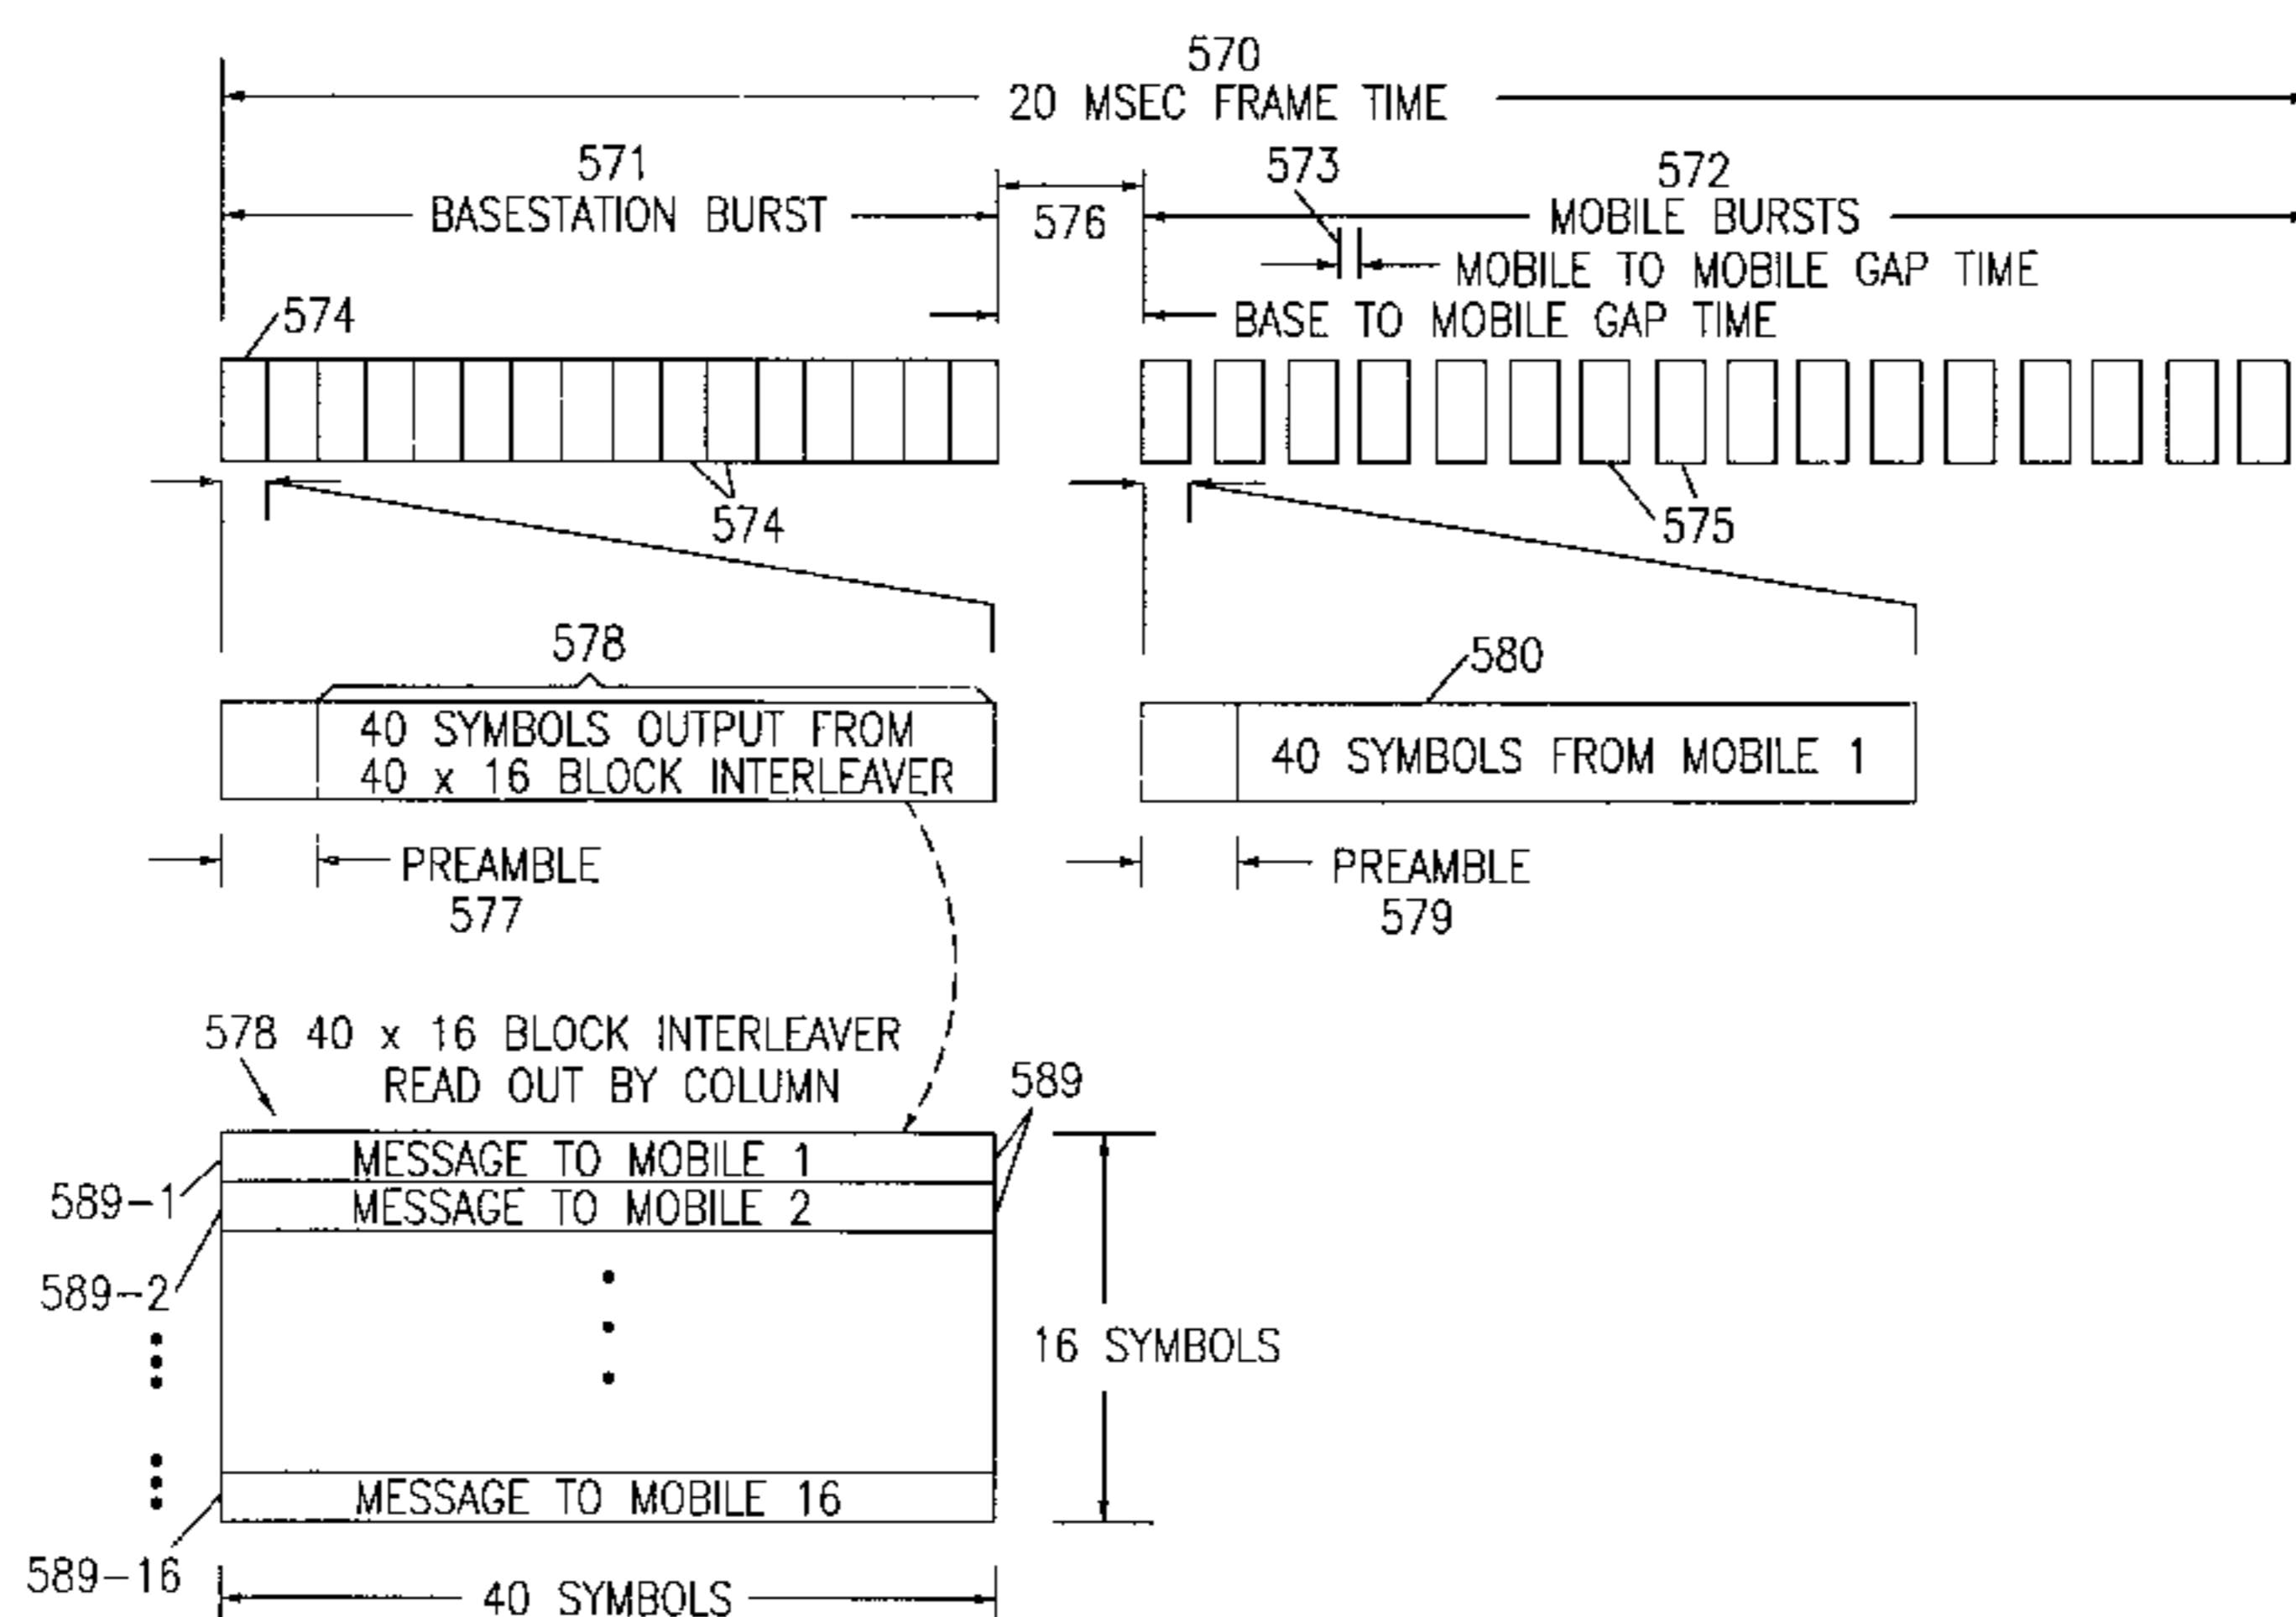 570
20 MSEC FRAME TIME
571
BASESTATION BURST
576
573
572
MOBILE BURSTS
MOBILE TO MOBILE GAP TIME
BASE TO MOBILE GAP TIME
574
574
575
578
40 SYMBOLS OUTPUT FROM
40 x 16 BLOCK INTERLEAVER
580
40 SYMBOLS FROM MOBILE 1
PREAMBLE
577
PREAMBLE
579
578 40 x 16 BLOCK INTERLEAVER
READ OUT BY COLUMN
589
MESSAGE TO MOBILE 1
589-1
MESSAGE TO MOBILE 2
589-2
16 SYMBOLS
MESSAGE TO MOBILE 16
589-16
40 SYMBOLS